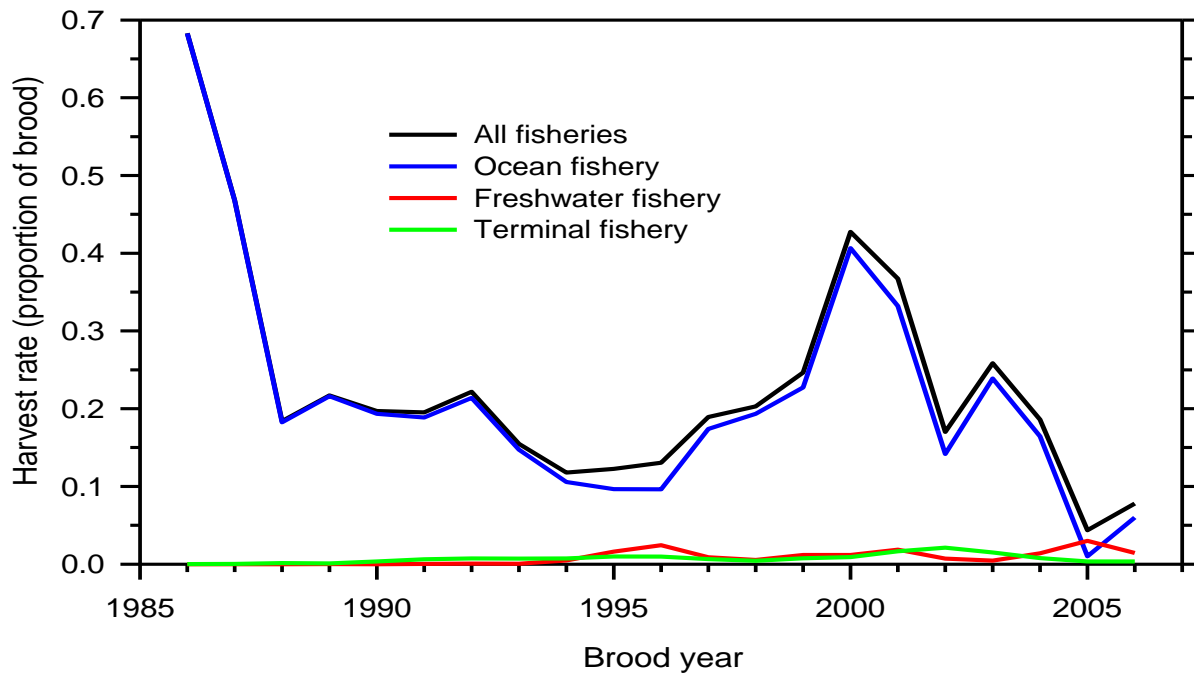 0.7
0.6
0.5
0.4
0.3
0.2
0.1
0.0
Harvest rate (proportion of brood)
All fisheries
Ocean fishery
Freshwater fishery
Terminal fishery
1985 1990 1995 2000 2005
Brood year